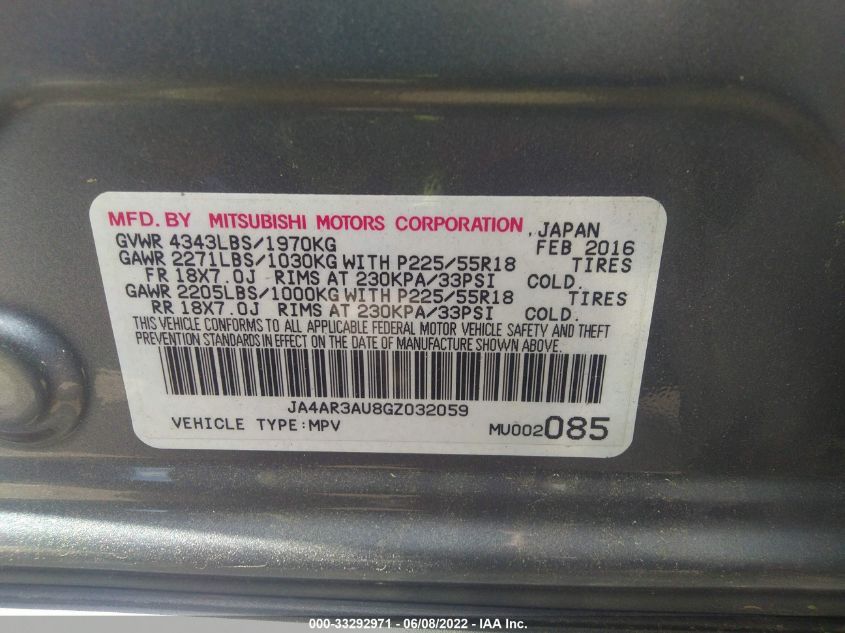 MFD. BY MITSUBISHI MOTORS CORPORATION , JAPAN
GVWR 4343LBS/1970KG FEB 2016
GAWR 2271LBS/1030KG WITH P225/55R18 TIRES
FR 18X7.0J RIMS AT 230KPA/33PSI COLD.
GAWR 2205LBS/1000KG WITH P225/55R18 TIRES
RR 18X7.0J RIMS AT 230KPA/33PSI COLD.
THIS VEHICLE CONFORMS TO ALL APPLICABLE FEDERAL MOTOR VEHICLE SAFETY AND THEFT
PREVENTION STANDARDS IN EFFECT ON THE DATE OF MANUFACTURE SHOWN ABOVE.
JA4AR3AU8GZ032059
VEHICLE TYPE:MPV MU002085
000-33292971 - 06/08/2022 - IAA Inc.